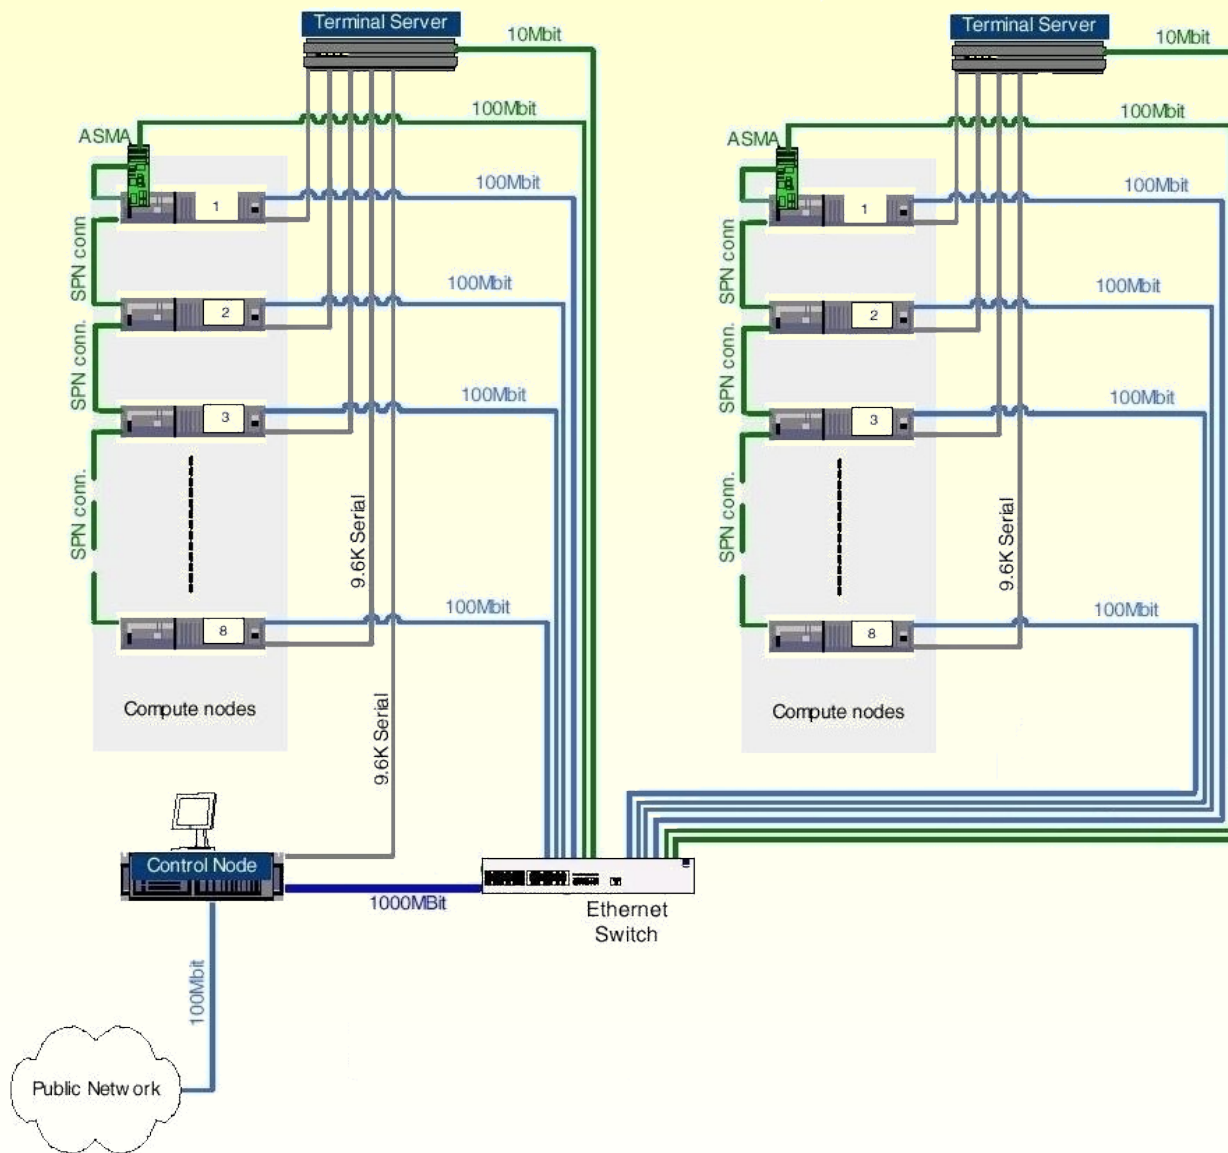 Terminal Server
10Mbit
100Mbit
ASMA
100Mbit
1
SPN conn
100Mbit
2
SPN conn.
100Mbit
3
SPN conn.
9.6K Serial
100Mbit
8
Compute nodes
9.6K Serial
Terminal Server
10Mbit
100Mbit
ASMA
100Mbit
1
SPN conn.
100Mbit
2
SPN conn.
100Mbit
3
SPN conn.
9.6K Serial
100Mbit
8
Compute nodes
Control Node
1000MBit
Ethernet
Switch
100Mbit
Public Network